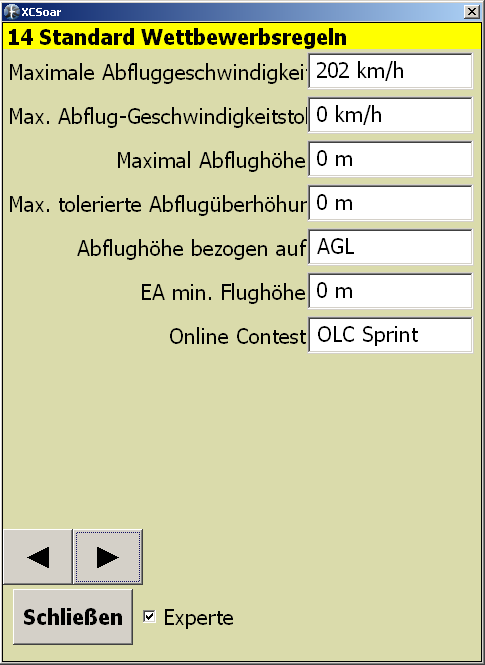 XCSoar
14 Standard Wettbewerbsregeln
Maximale Abfluggeschwindigkei 202 km/h
Max. Abflug-Geschwindigkeitstol 0 km/h
Maximal Abflughöhe 0 m
Max. tolerierte Abflugüberhöhur 0 m
Abflughöhe bezogen auf AGL
EA min. Flughöhe 0 m
Online Contest OLC Sprint
Schließen Experte